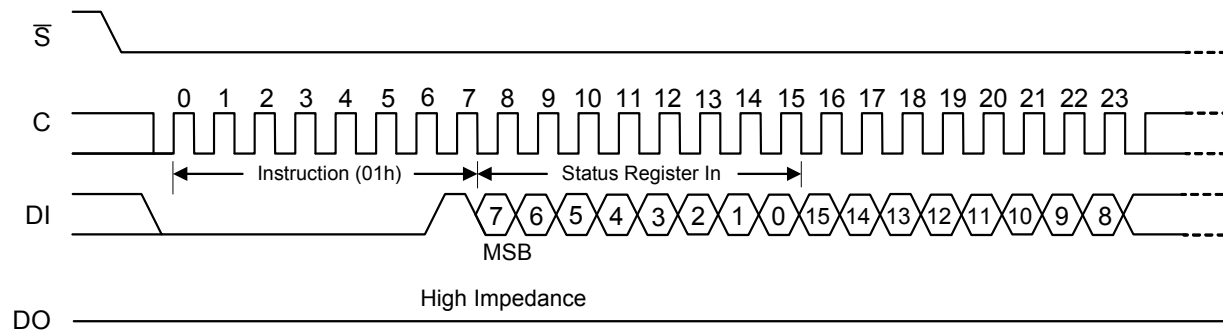 S
0 1 2 3 4 5 6 7 8 9 10 11 12 13 14 15 16 17 18 19 20 21 22 23
C
Instruction (01h) Status Register In
DI 7 6 5 4 3 2 1 0 15 14 13 12 11 10 9 8
MSB
High Impedance
DO